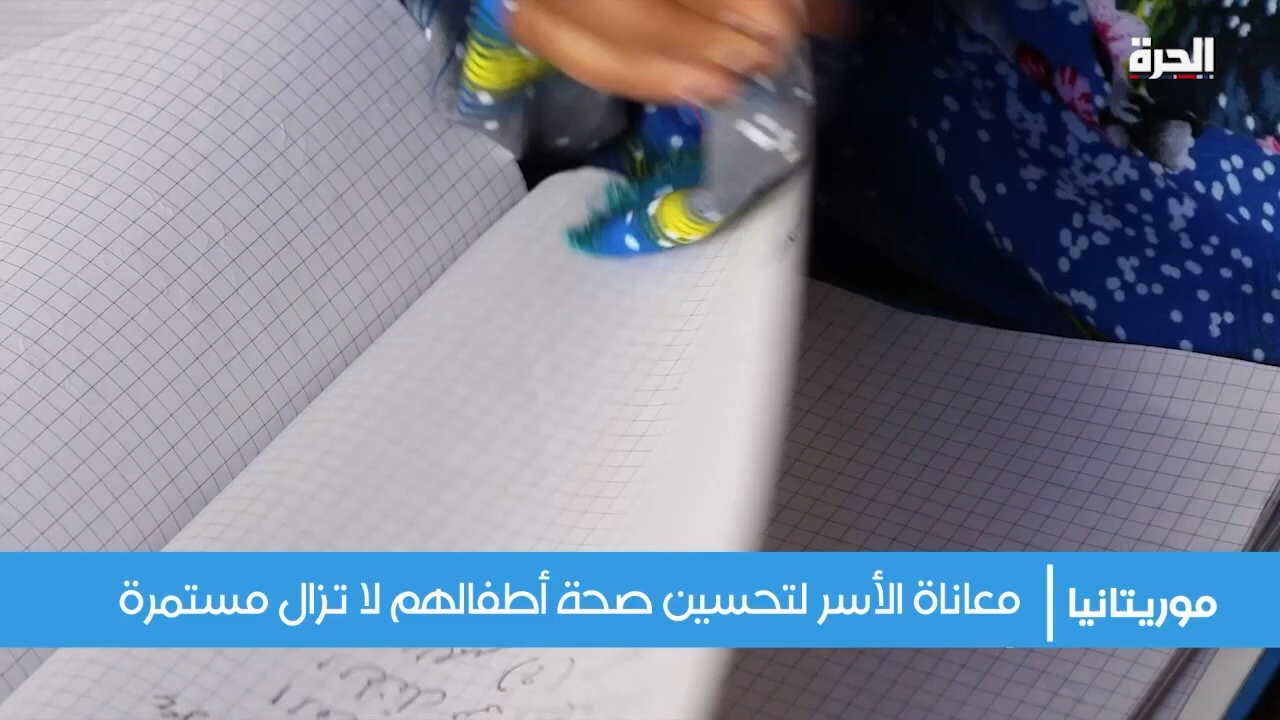 الحرة
موريتانيا | معاناة الأسر لتحسين صحة أطفالهم لا تزال مستمرة